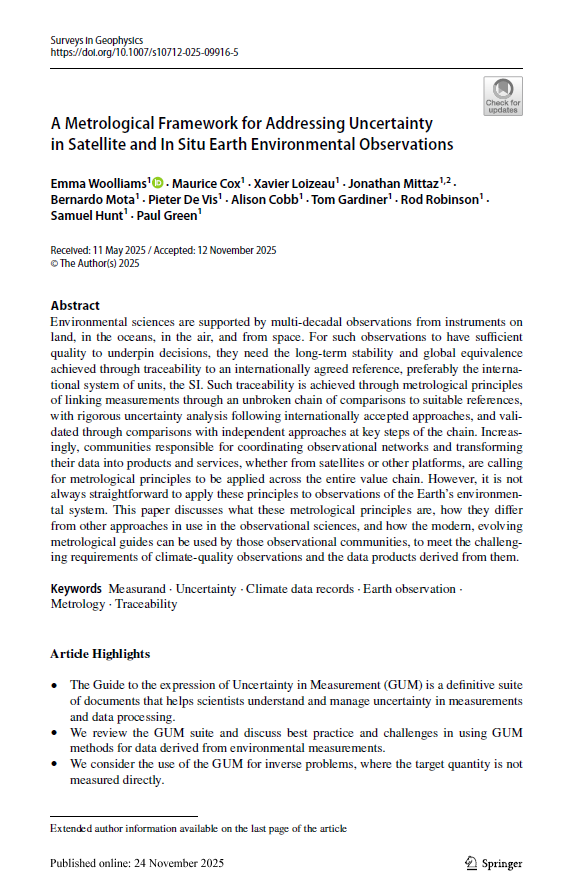 Surveys in Geophysics
https://doi.org/10.1007/s10712-025-09916-5
Check for
updates
A Metrological Framework for Addressing Uncertainty
in Satellite and In Situ Earth Environmental Observations
Emma Woolliams¹ · Maurice Cox¹ · Xavier Loizeau¹ · Jonathan Mittaz¹,² ·
Bernardo Mota¹ · Pieter De Vis¹ · Alison Cobb¹ · Tom Gardiner¹ · Rod Robinson¹ ·
Samuel Hunt¹ · Paul Green¹
Received: 11 May 2025 / Accepted: 12 November 2025
© The Author(s) 2025
Abstract
Environmental sciences are supported by multi-decadal observations from instruments on
land, in the oceans, in the air, and from space. For such observations to have sufficient
quality to underpin decisions, they need the long-term stability and global equivalence
achieved through traceability to an internationally agreed reference, preferably the interna-
tional system of units, the SI. Such traceability is achieved through metrological principles
of linking measurements through an unbroken chain of comparisons to suitable references,
with rigorous uncertainty analysis following internationally accepted approaches, and vali-
dated through comparisons with independent approaches at key steps of the chain. Increas-
ingly, communities responsible for coordinating observational networks and transforming
their data into products and services, whether from satellites or other platforms, are calling
for metrological principles to be applied across the entire value chain. However, it is not
always straightforward to apply these principles to observations of the Earth's environmen-
tal system. This paper discusses what these metrological principles are, how they differ
from other approaches in use in the observational sciences, and how the modern, evolving
metrological guides can be used by those observational communities, to meet the challeng-
ing requirements of climate-quality observations and the data products derived from them.
Keywords Measurand · Uncertainty · Climate data records · Earth observation ·
Metrology · Traceability
Article Highlights
• The Guide to the expression of Uncertainty in Measurement (GUM) is a definitive suite
of documents that helps scientists understand and manage uncertainty in measurements
and data processing.
• We review the GUM suite and discuss best practice and challenges in using GUM
methods for data derived from environmental measurements.
• We consider the use of the GUM for inverse problems, where the target quantity is not
measured directly.
Extended author information available on the last page of the article
Published online: 24 November 2025
Springer